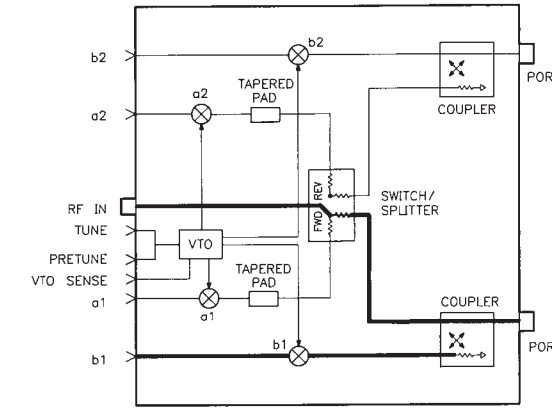 b2
b2
PORT
COUPLER
a2
a2
TAPERED
PAD
REV
FWD
SWITCH/
SPLITTER
RF IN
TUNE
PRETUNE
VTO
VTO SENSE
a1
a1
TAPERED
PAD
COUPLER
b1
b1
PORT